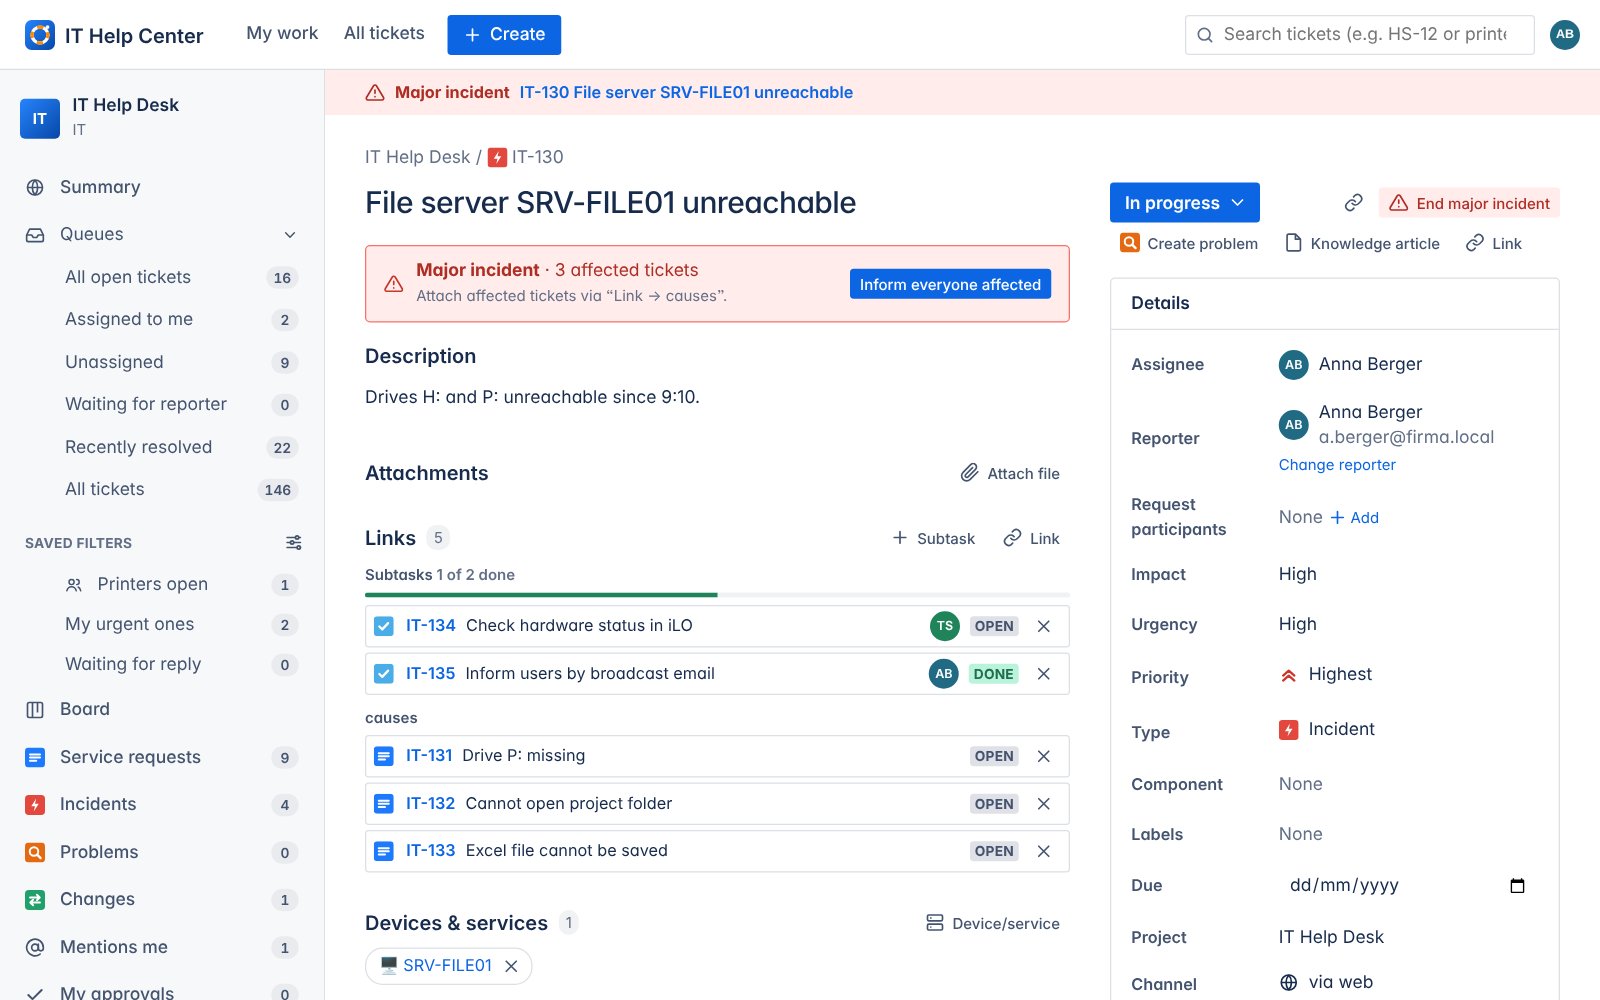 IT Help Center
My work
All tickets
Create
Search tickets (e.g. HS-12 or printe
AB
IT
IT Help Desk
IT
Summary
Queues
All open tickets 16
Assigned to me 2
Unassigned 9
Waiting for reporter 0
Recently resolved 22
All tickets 146
SAVED FILTERS
Printers open 1
My urgent ones 2
Waiting for reply 0
Board
Service requests 9
Incidents 4
Problems 0
Changes 1
Mentions me 1
My approvals 0
Major incident IT-130 File server SRV-FILE01 unreachable
IT Help Desk / IT-130
File server SRV-FILE01 unreachable
Major incident · 3 affected tickets
Attach affected tickets via “Link → causes”.
Inform everyone affected
Description
Drives H: and P: unreachable since 9:10.
Attachments
Attach file
Links 5
Subtask
Link
Subtasks 1 of 2 done
IT-134 Check hardware status in iLO TS OPEN
IT-135 Inform users by broadcast email AB DONE
causes
IT-131 Drive P: missing OPEN
IT-132 Cannot open project folder OPEN
IT-133 Excel file cannot be saved OPEN
Devices & services 1
Device/service
SRV-FILE01
In progress
End major incident
Create problem
Knowledge article
Link
Details
Assignee AB Anna Berger
Reporter AB Anna Berger
a.berger@firma.local
Change reporter
Request participants None + Add
Impact High
Urgency High
Priority Highest
Type Incident
Component None
Labels None
Due dd/mm/yyyy
Project IT Help Desk
Channel via web